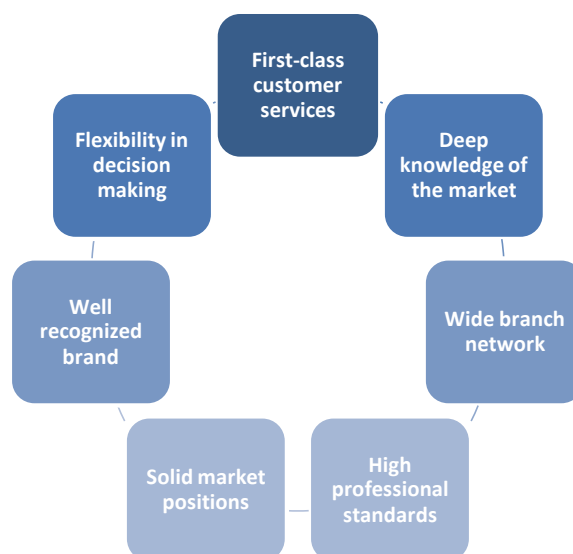 First-class
customer
services
Deep
knowledge of
the market
Wide branch
network
High
professional
standards
Solid market
positions
Well
recognized
brand
Flexibility in
decision
making